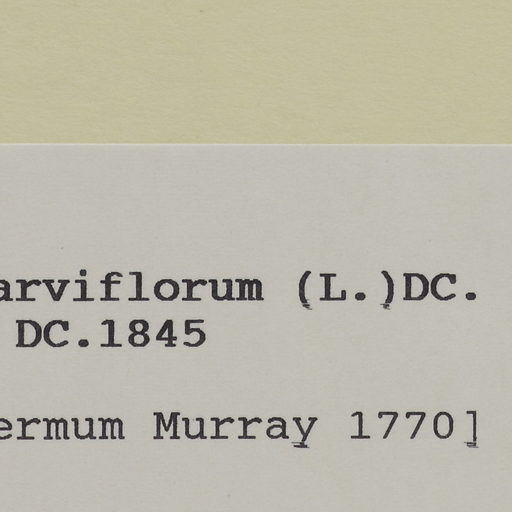 arviflorum (L.)DC.
DC.1845
ermum Murray 1770]